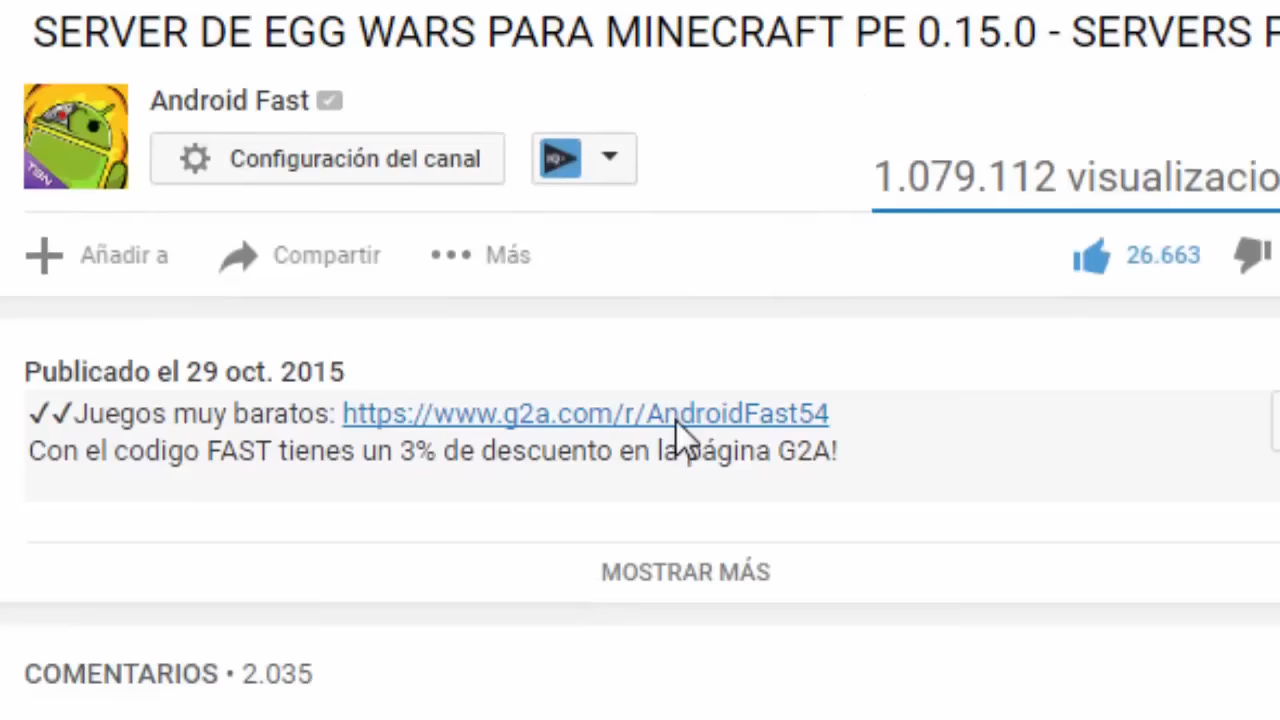 SERVER DE EGG WARS PARA MINECRAFT PE 0.15.0 - SERVERS
Android Fast
Configuración del canal
1.079.112 visualizacio
Añadir a
Compartir
Más
26.663
Publicado el 29 oct. 2015
✓✓Juegos muy baratos: https://www.g2a.com/r/AndroidFast54
Con el codigo FAST tienes un 3% de descuento en la página G2A!
MOSTRAR MÁS
COMENTARIOS • 2.035